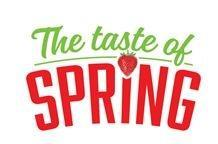 The taste of
SPRING